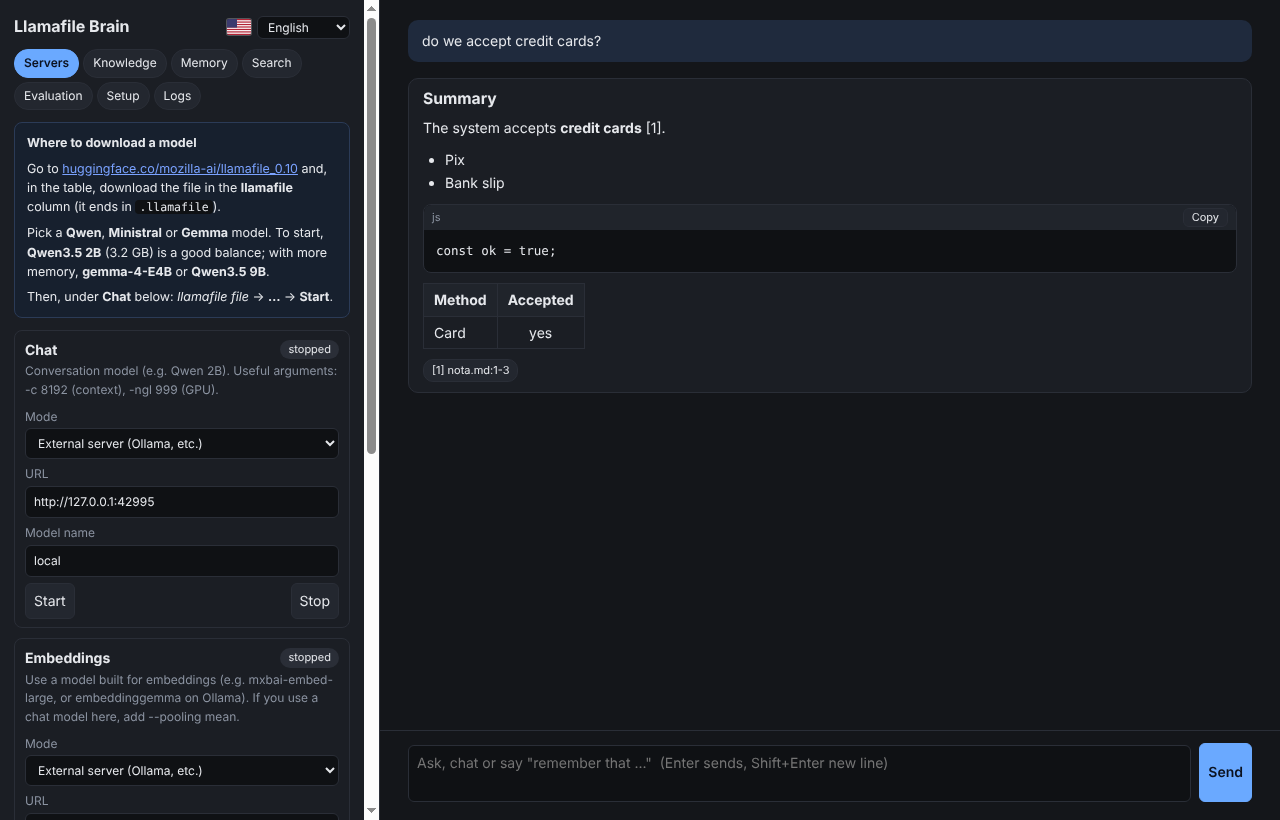 Llamafile Brain
English
Servers
Knowledge
Memory
Search
Evaluation
Setup
Logs
Where to download a model
Go to huggingface.co/mozilla-ai/llamafile_0.10 and,
in the table, download the file in the llamafile
column (it ends in .llamafile ).
Pick a Qwen, Ministral or Gemma model. To start,
Qwen3.5 2B (3.2 GB) is a good balance; with more
memory, gemma-4-E4B or Qwen3.5 9B.
Then, under Chat below: llamafile file → ... → Start.
Chat
stopped
Conversation model (e.g. Qwen 2B). Useful arguments:
-c 8192 (context), -ngl 999 (GPU).
Mode
External server (Ollama, etc.)
URL
http://127.0.0.1:42995
Model name
local
Start
Stop
Embeddings
stopped
Use a model built for embeddings (e.g. mxbai-embed-
large, or embeddinggemma on Ollama). If you use a
chat model here, add --pooling mean.
Mode
External server (Ollama, etc.)
URL
do we accept credit cards?
Summary
The system accepts credit cards [1].
• Pix
• Bank slip
js
Copy
const ok = true;
Method Accepted
Card yes
[1] nota.md:1-3
Ask, chat or say "remember that ..." (Enter sends, Shift+Enter new line)
Send